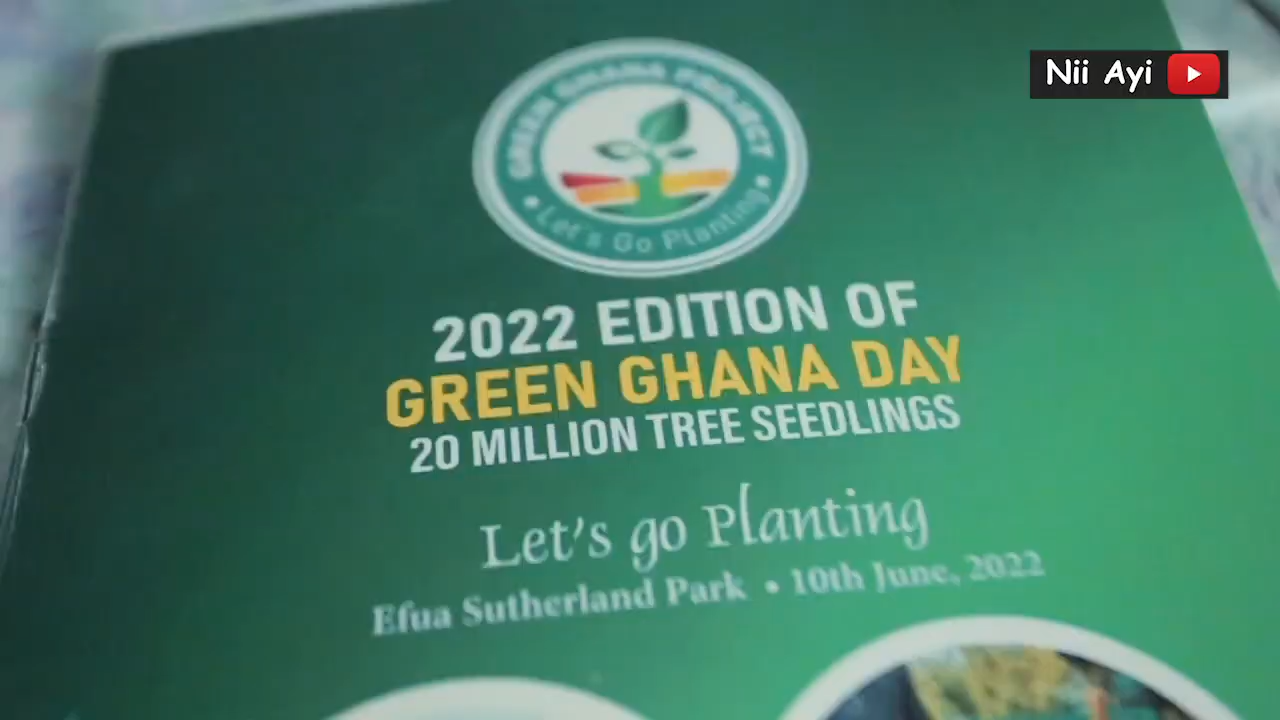 Nii Ayi
GREEN GHANA PROJECT
• Let's Go Planting •
2022 EDITION OF
GREEN GHANA DAY
20 MILLION TREE SEEDLINGS
Let's go Planting
Efua Sutherland Park • 10th June, 2022